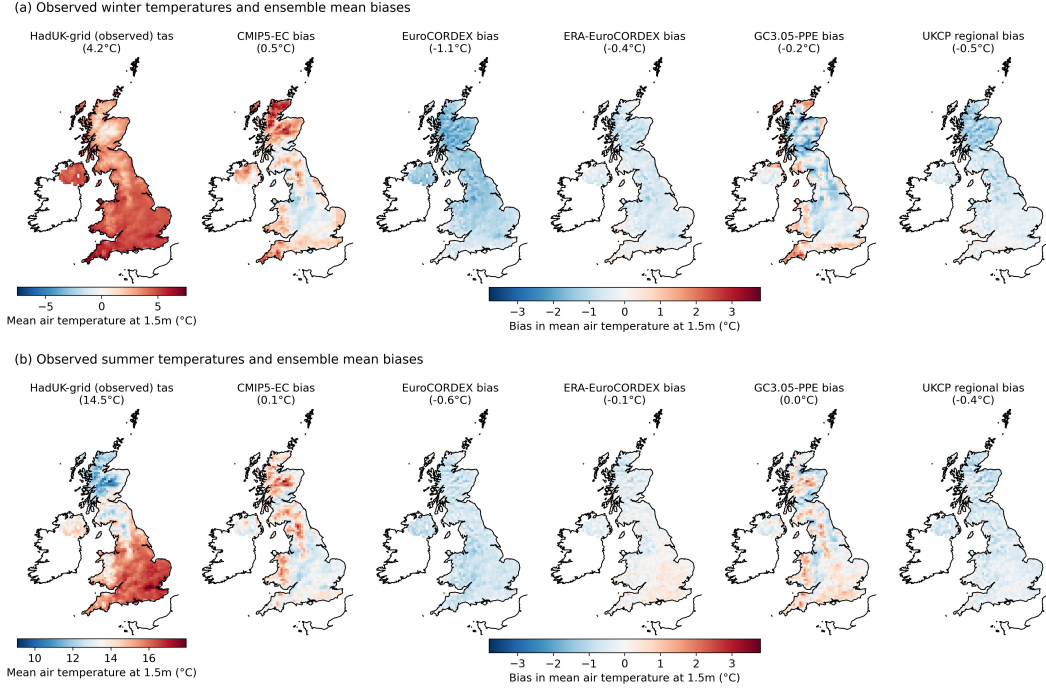 (a) Observed winter temperatures and ensemble mean biases
HadUK-grid (observed) tas
(4.2°C)
CMIP5-EC bias
(0.5°C)
EuroCORDEX bias
(-1.1°C)
ERA-EuroCORDEX bias
(-0.4°C)
GC3.05-PPE bias
(-0.2°C)
UKCP regional bias
(-0.5°C)
−5 0 5
Mean air temperature at 1.5m (°C)
−3 −2 −1 0 1 2 3
Bias in mean air temperature at 1.5m (°C)
(b) Observed summer temperatures and ensemble mean biases
HadUK-grid (observed) tas
(14.5°C)
CMIP5-EC bias
(0.1°C)
EuroCORDEX bias
(-0.6°C)
ERA-EuroCORDEX bias
(-0.1°C)
GC3.05-PPE bias
(0.0°C)
UKCP regional bias
(-0.4°C)
10 12 14 16
Mean air temperature at 1.5m (°C)
−3 −2 −1 0 1 2 3
Bias in mean air temperature at 1.5m (°C)